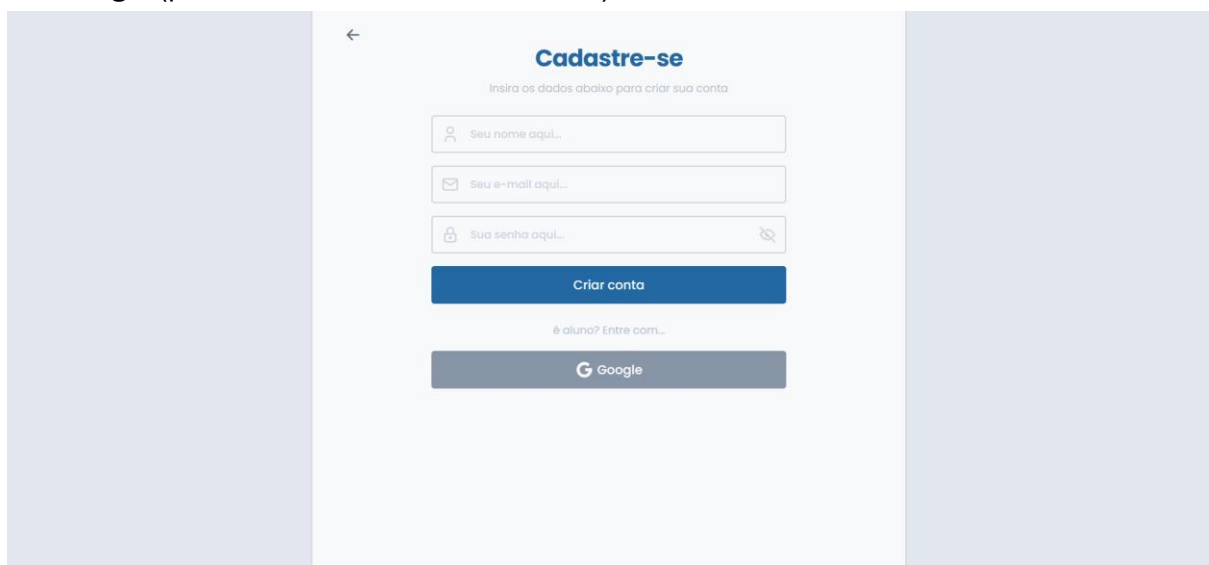 Cadastre-se
Insira os dados abaixo para criar sua conta
Seu nome aqui...
Seu e-mail aqui...
Sua senha aqui...
Criar conta
é aluno? Entre com...
Google